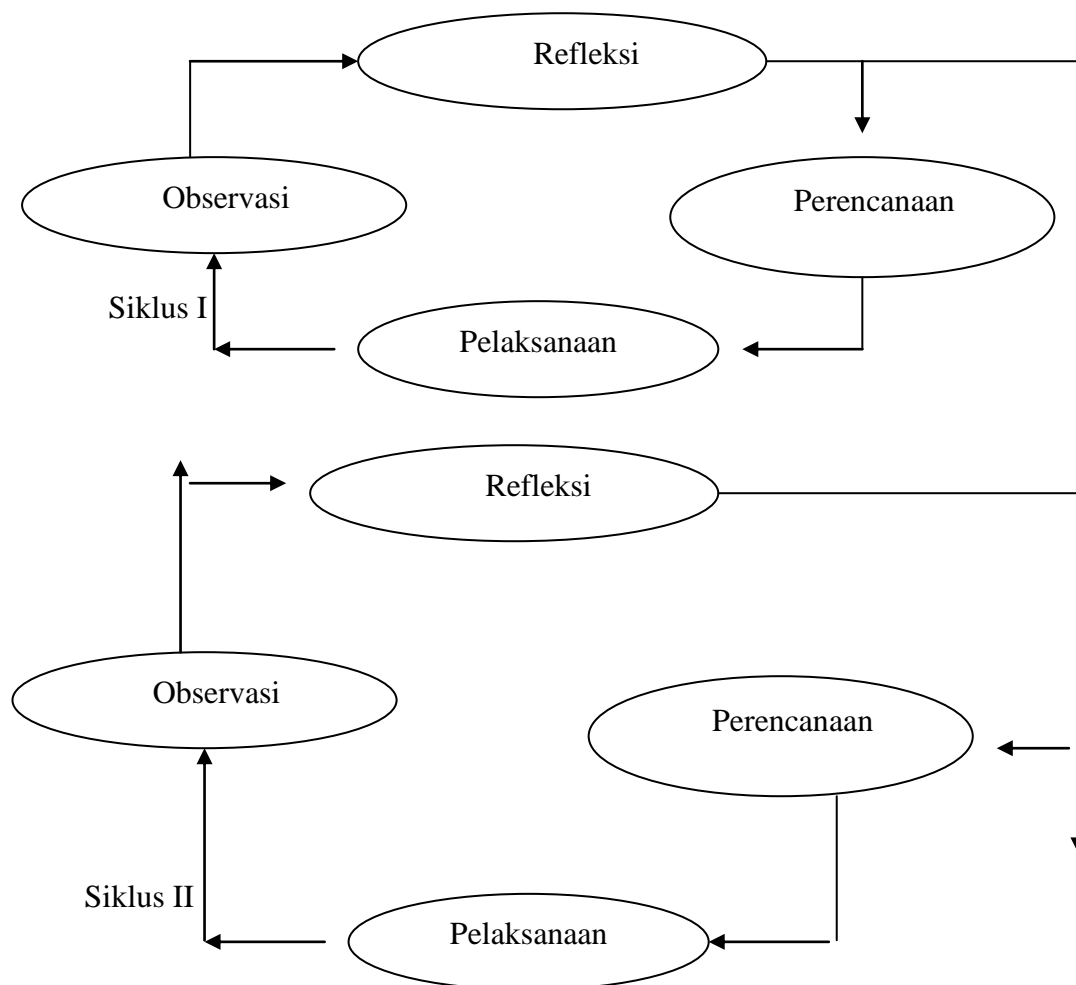 Refleksi
Observasi
Perencanaan
Siklus I
Pelaksanaan
Refleksi
Observasi
Perencanaan
Siklus II
Pelaksanaan